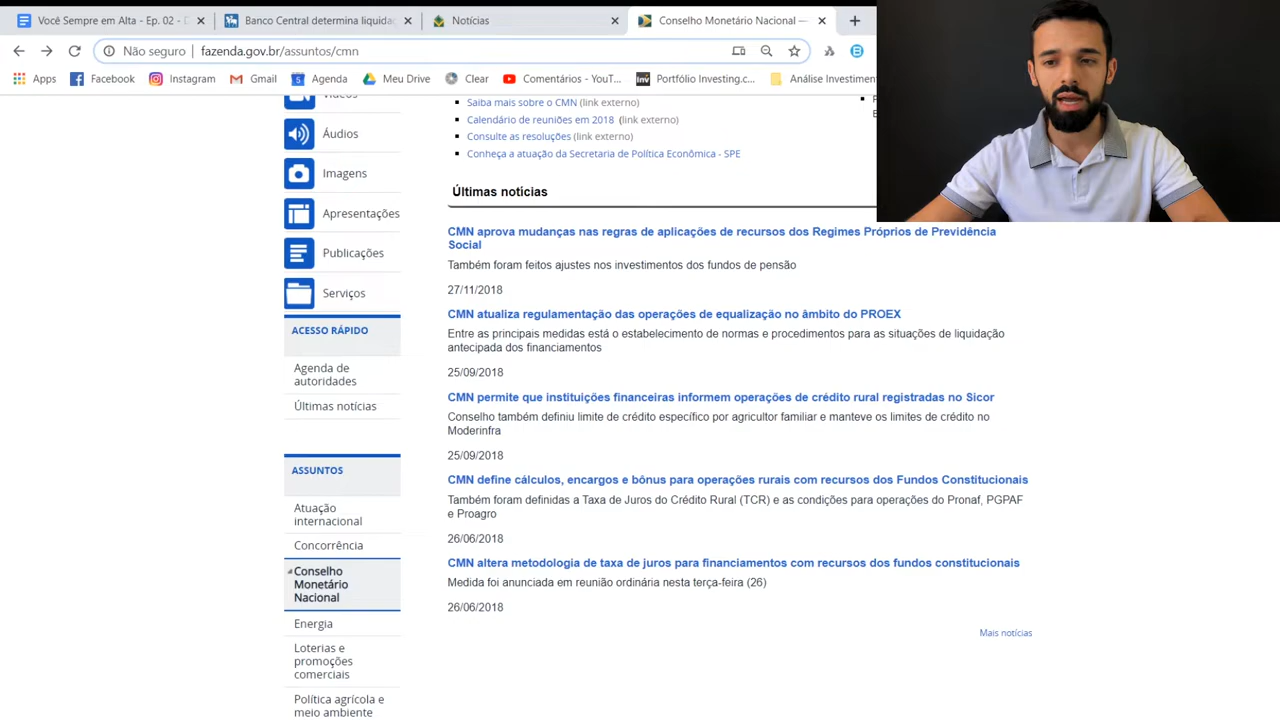 Você Sempre em Alta - Ep. 02 - D
Banco Central determina liquida
Notícias
Conselho Monetário Nacional —
Não seguro
fazenda.gov.br/assuntos/cmn
Apps
Facebook
Instagram
Gmail
Agenda
Meu Drive
Clear
Comentários - YouT...
Portfólio Investing.c...
Análise Investimen
Vídeos
Áudios
Imagens
Apresentações
Publicações
Serviços
ACESSO RÁPIDO
Agenda de
autoridades
Últimas notícias
ASSUNTOS
Atuação
internacional
Concorrência
Conselho
Monetário
Nacional
Energia
Loterias e
promoções
comerciais
Política agrícola e
meio ambiente
Saiba mais sobre o CMN (link externo)
Calendário de reuniões em 2018 (link externo)
Consulte as resoluções (link externo)
Conheça a atuação da Secretaria de Política Econômica - SPE
Últimas noticias
CMN aprova mudanças nas regras de aplicações de recursos dos Regimes Próprios de Previdência
Social
Também foram feitos ajustes nos investimentos dos fundos de pensão
27/11/2018
CMN atualiza regulamentação das operações de equalização no âmbito do PROEX
Entre as principais medidas está o estabelecimento de normas e procedimentos para as situações de liquidação
antecipada dos financiamentos
25/09/2018
CMN permite que instituições financeiras informem operações de crédito rural registradas no Sicor
Conselho também definiu limite de crédito específico por agricultor familiar e manteve os limites de crédito no
Moderinfra
25/09/2018
CMN define cálculos, encargos e bônus para operações rurais com recursos dos Fundos Constitucionais
Também foram definidas a Taxa de Juros do Crédito Rural (TCR) e as condições para operações do Pronaf, PGPAF
e Proagro
26/06/2018
CMN altera metodologia de taxa de juros para financiamentos com recursos dos fundos constitucionais
Medida foi anunciada em reunião ordinária nesta terça-feira (26)
26/06/2018
Mais notícias